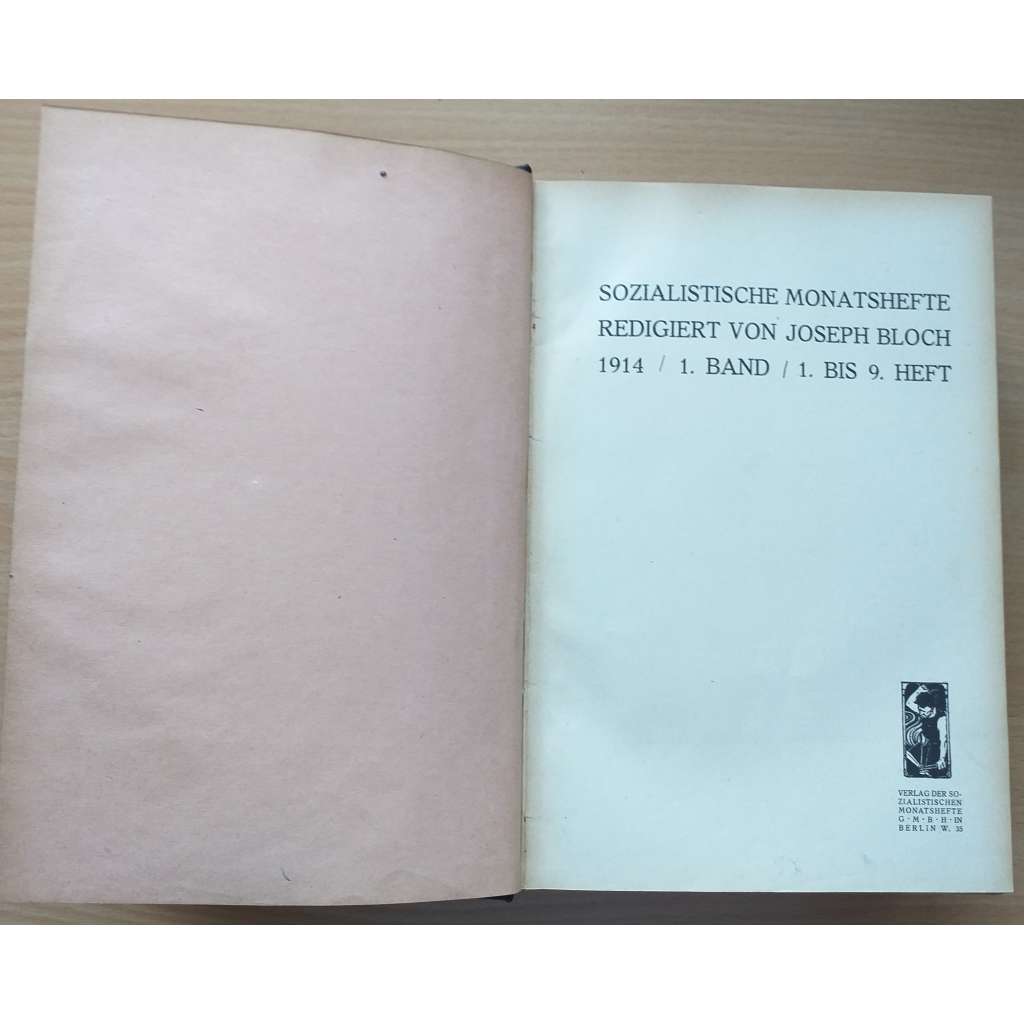 SOZIALISTISCHE MONATSHEFTE
REDIGIERT VON JOSEPH BLOCH
1914 / 1. BAND / 1. BIS 9. HEFT
VERLAG DER SO-
ZIALISTISCHEN
MONATSHEFTE
G · M · B · H · IN
BERLIN W. 35